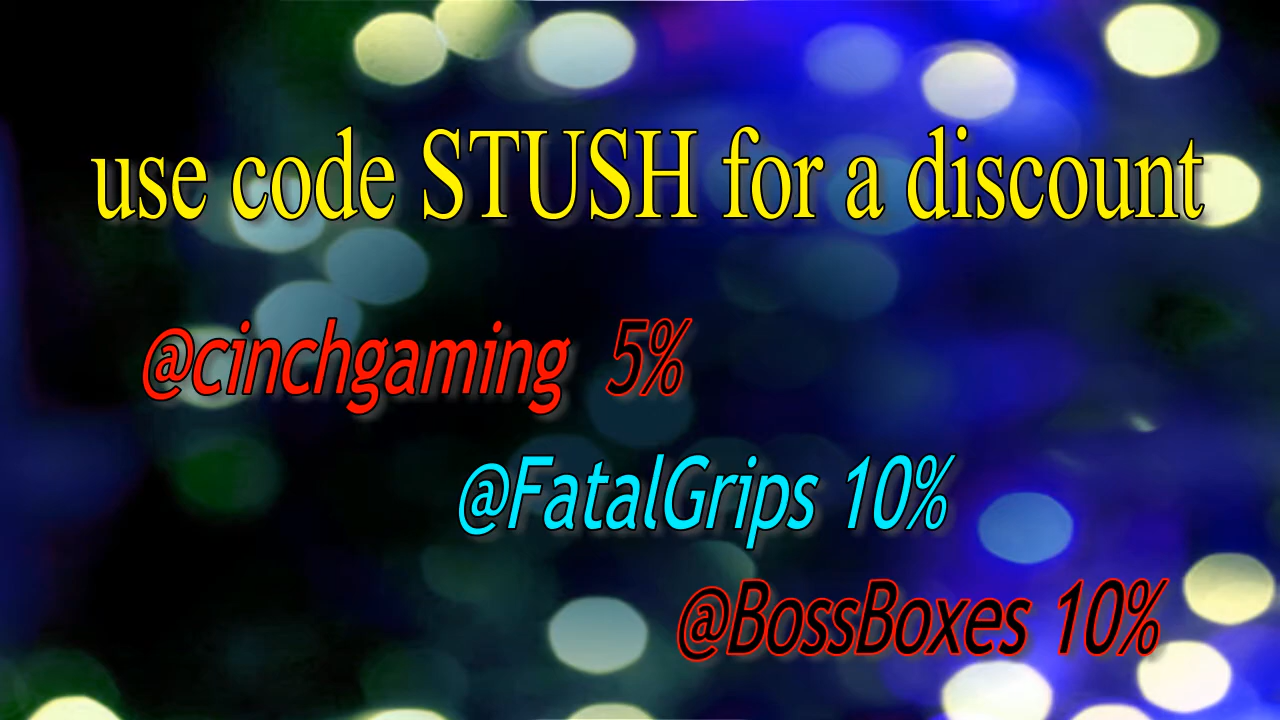 use code STUSH for a discount
@cinchgaming 5%
@FatalGrips 10%
@BossBoxes 10%